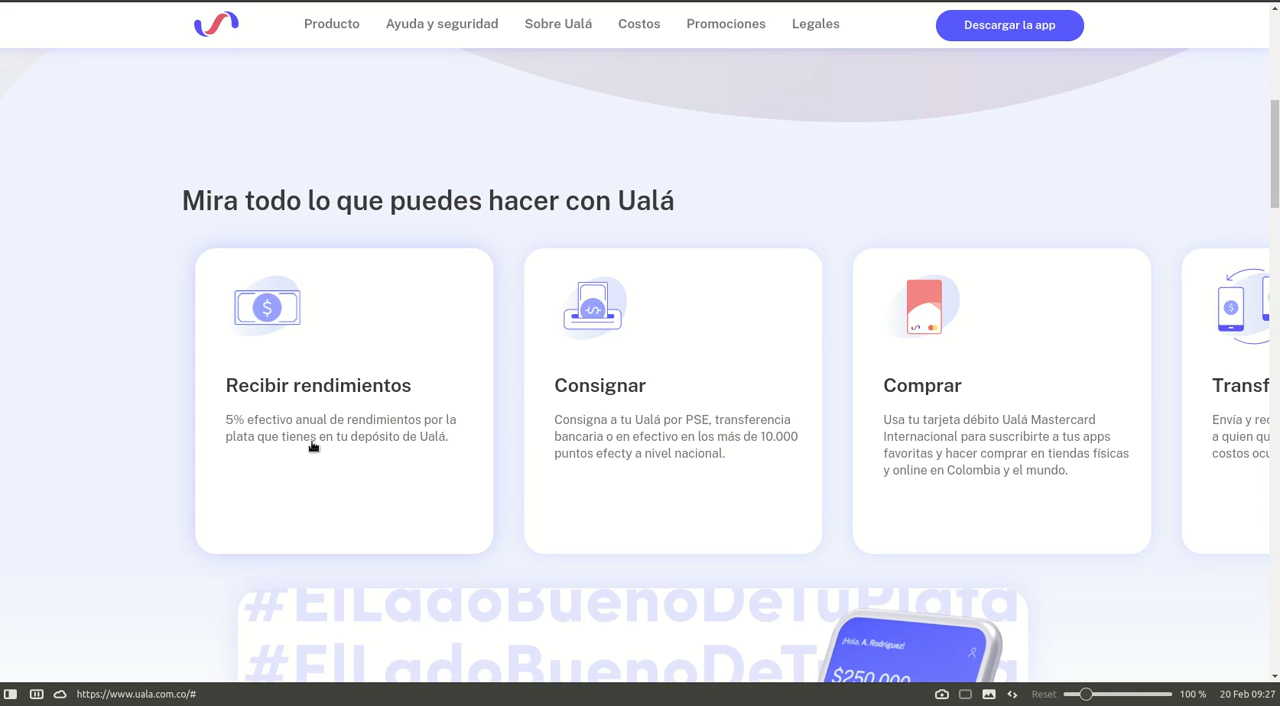 Producto
Ayuda y seguridad
Sobre Ualá
Costos
Promociones
Legales
Descargar la app
Mira todo lo que puedes hacer con Ualá
$
Recibir rendimientos
5% efectivo anual de rendimientos por la
plata que tienes en tu depósito de Ualá.
Consignar
Consigna a tu Ualá por PSE, transferencia
bancaria o en efectivo en los más de 10.000
puntos efecty a nivel nacional.
Comprar
Usa tu tarjeta débito Ualá Mastercard
Internacional para suscribirte a tus apps
favoritas y hacer comprar en tiendas físicas
y online en Colombia y el mundo.
$
Transf
Envía y re
a quien qu
costos ocu
#ElLadoBuenoDeTuPlata
#ElLadoBuenoDeT a
¡Hola, A. Rodriguez!
$250.000
https://www.uala.com.co/#
Reset
100 %
20 Feb 09:27